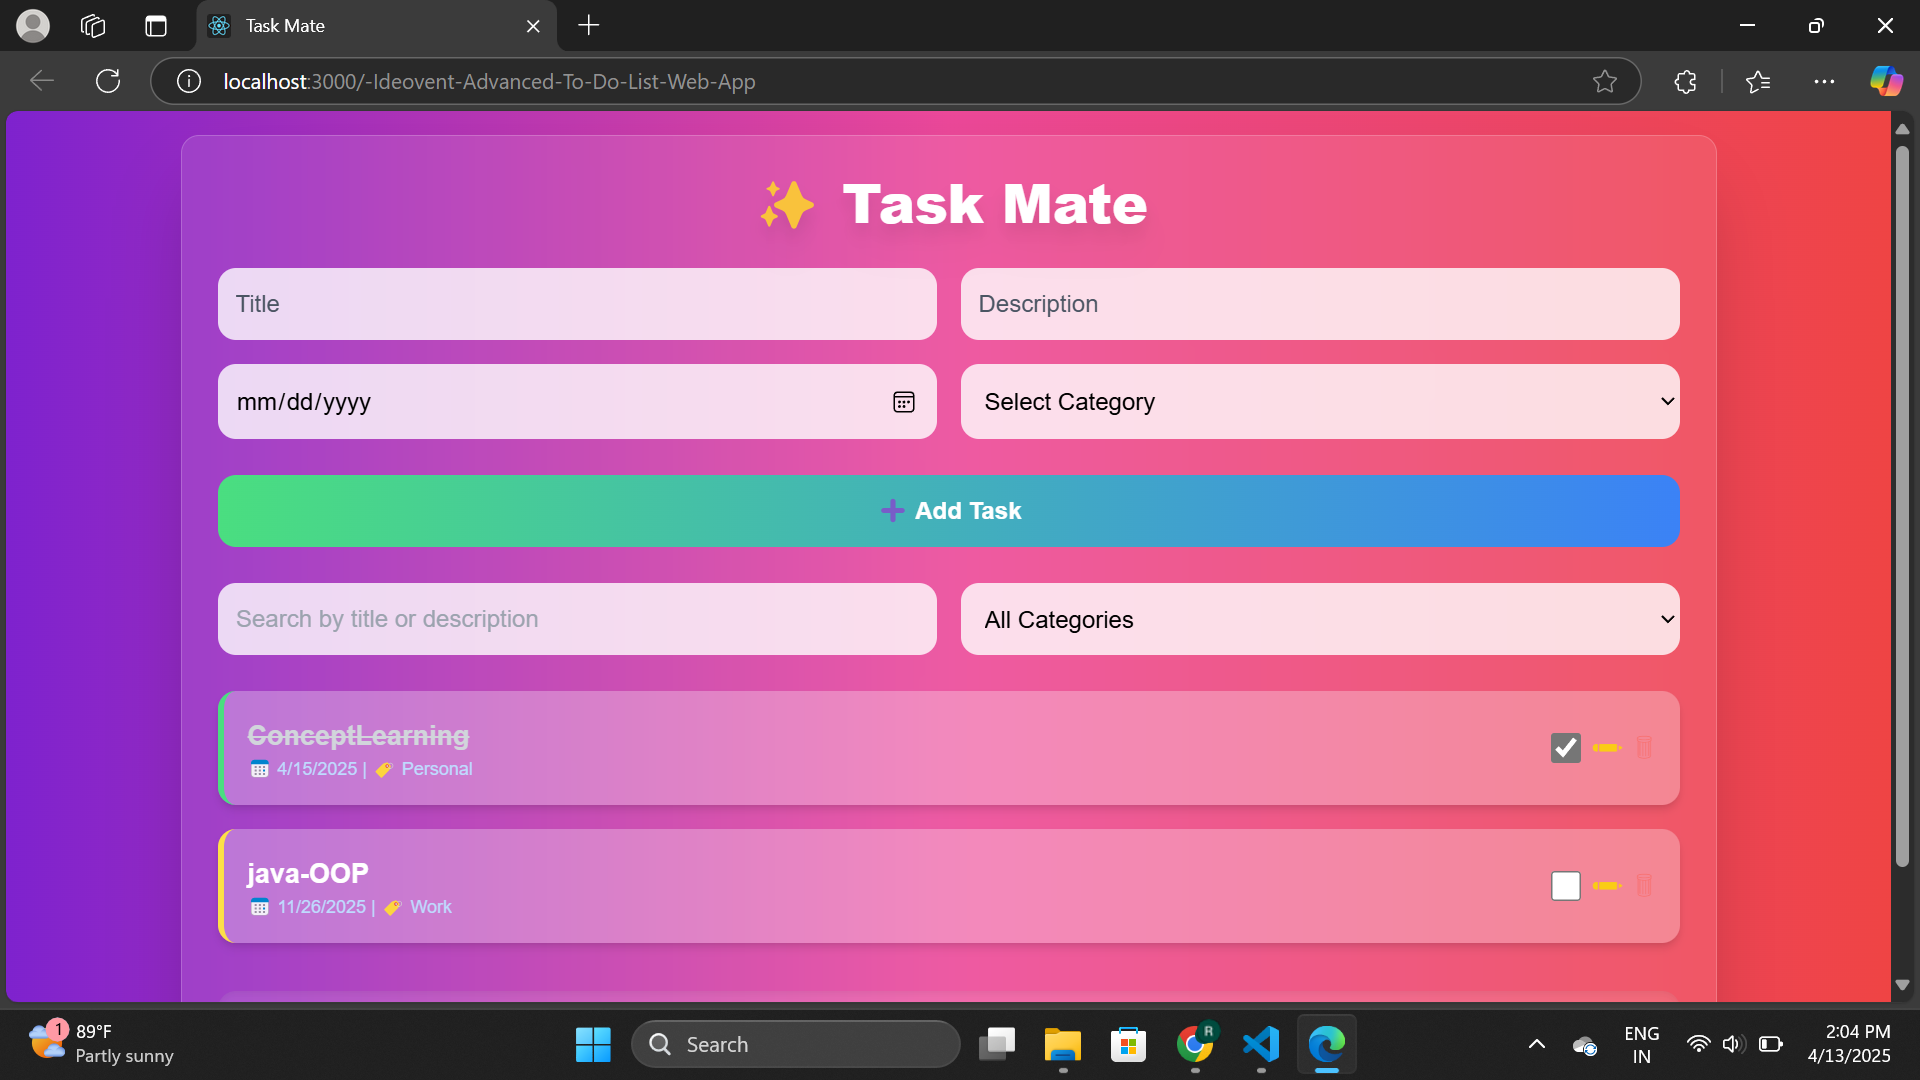 Task Mate
localhost:3000/-Ideovent-Advanced-To-Do-List-Web-App
Task Mate
Title
Description
mm/dd/yyyy
Select Category
Add Task
Search by title or description
All Categories
ConceptLearning
4/15/2025 | Personal
java-OOP
11/26/2025 | Work
1
89°F
Partly sunny
Search
R
ENG
IN
2:04 PM
4/13/2025